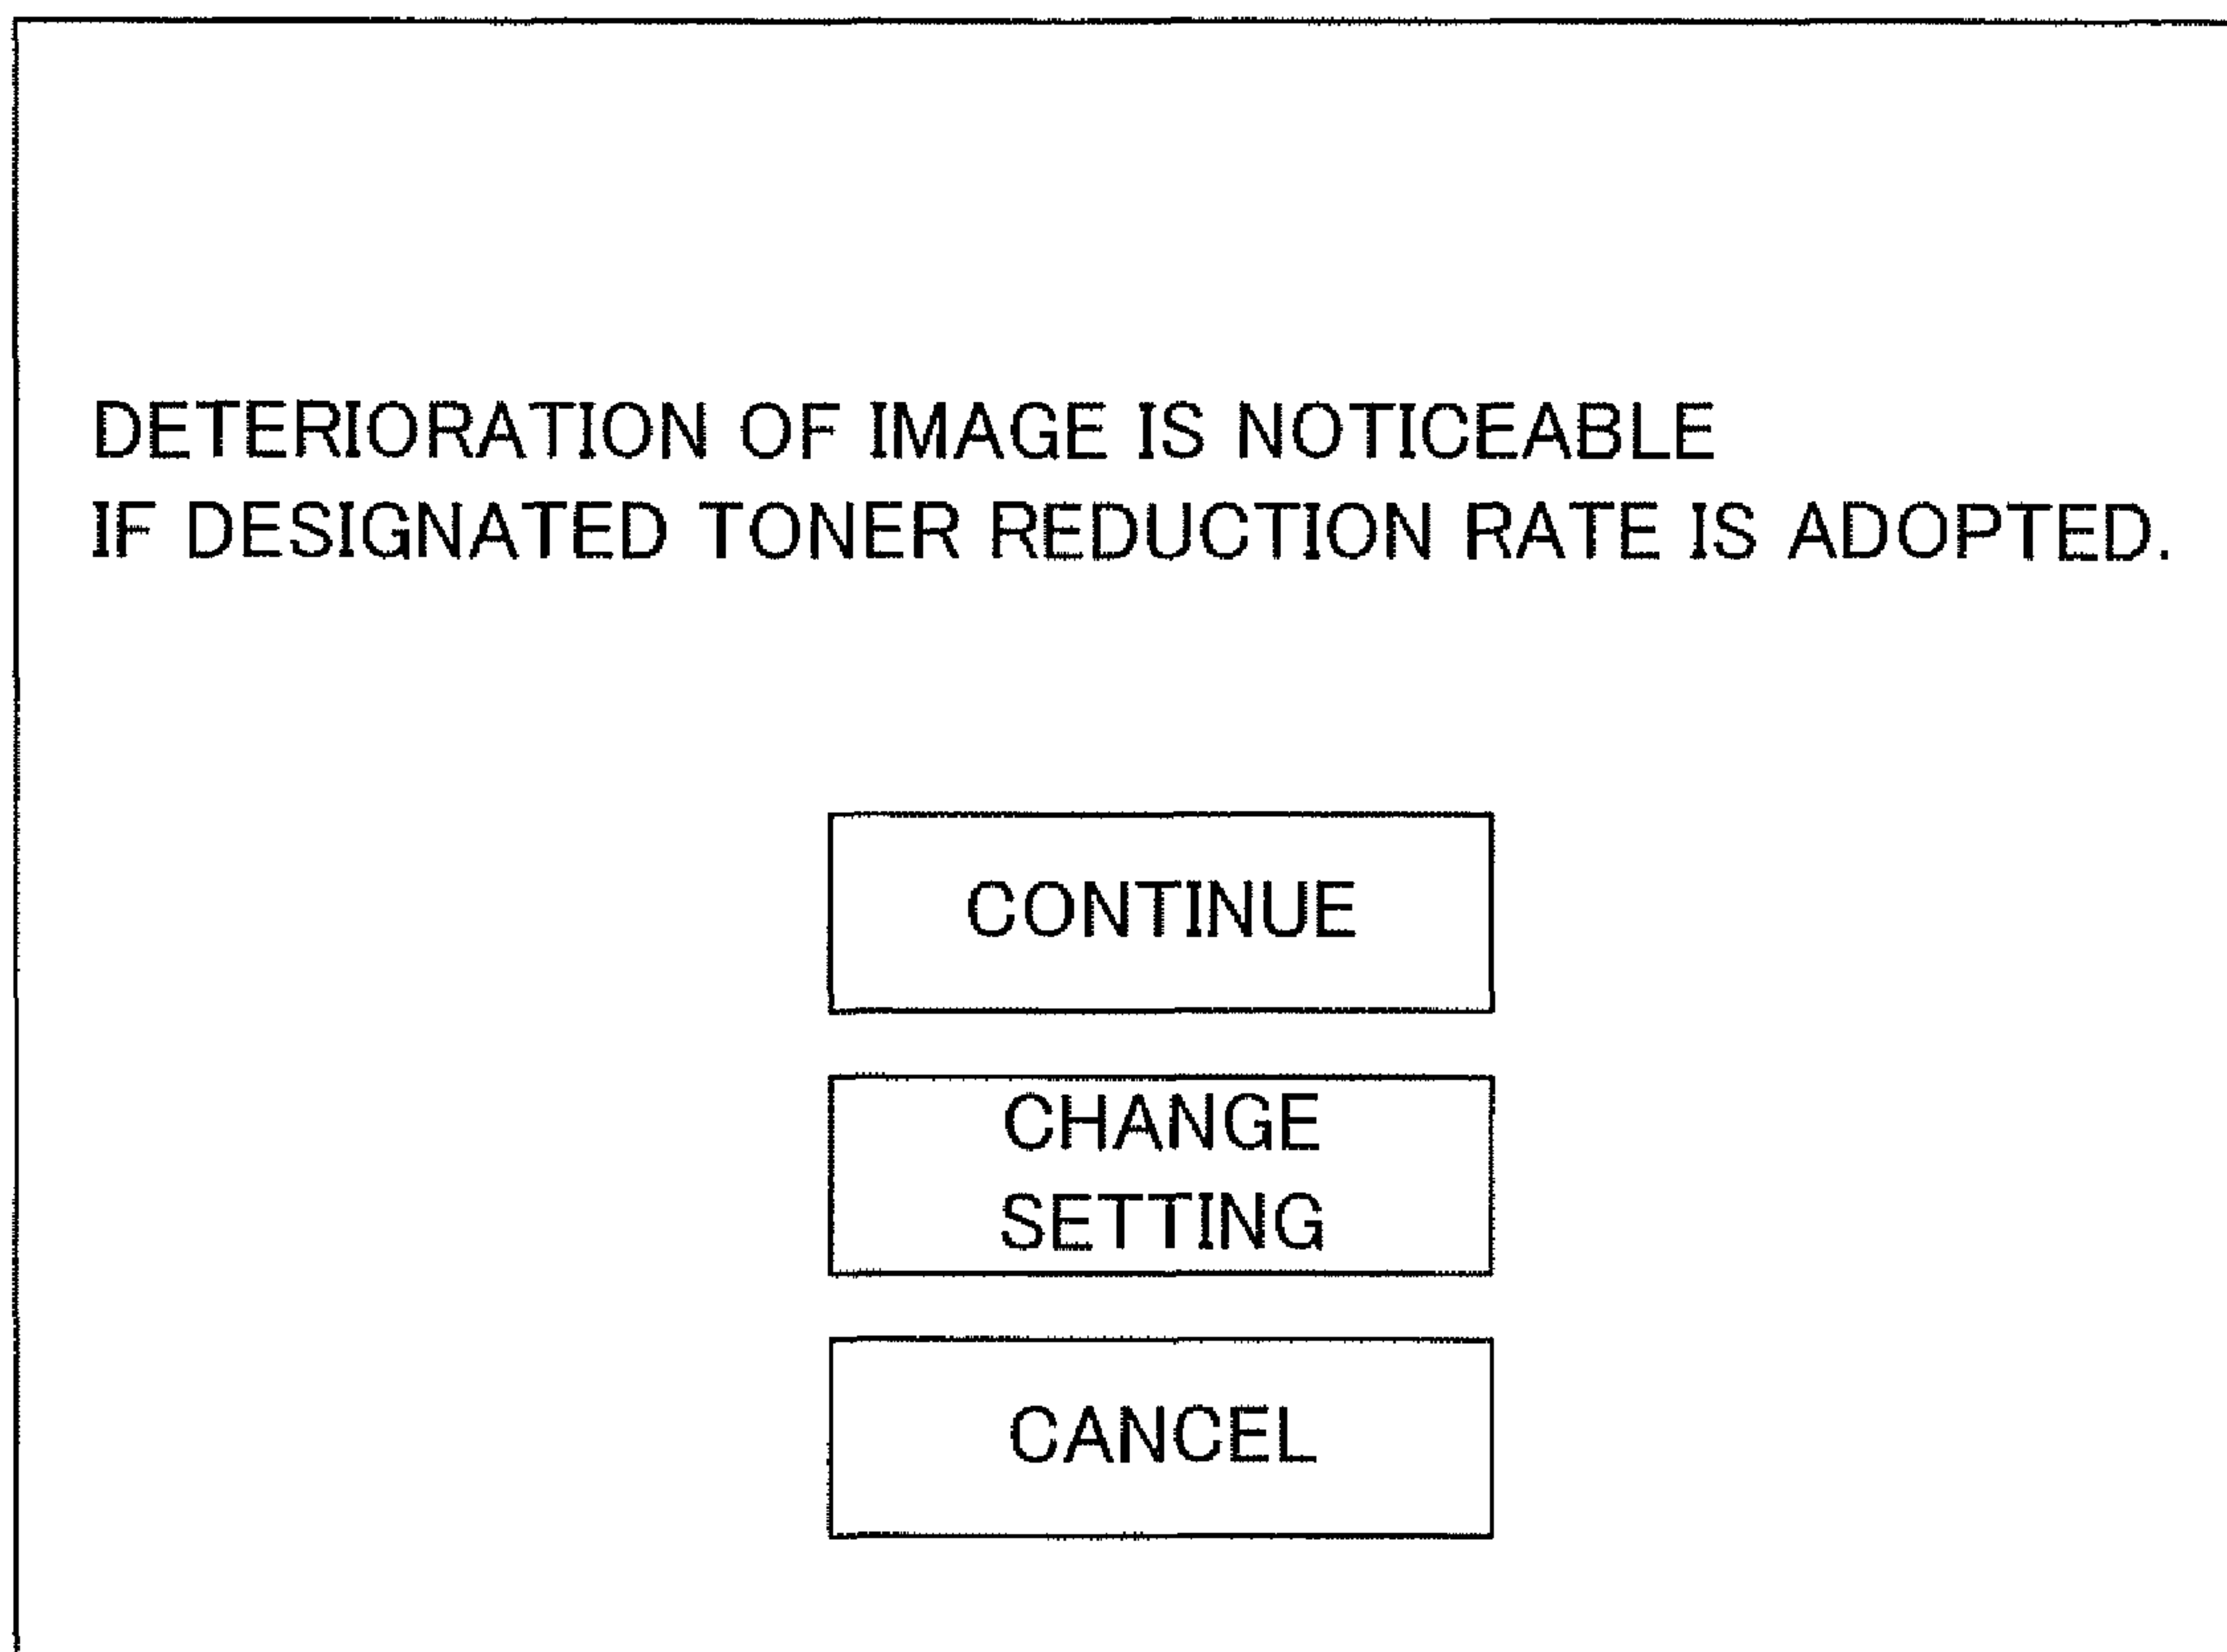 DETERIORATION OF IMAGE IS NOTICEABLE
IF DESIGNATED TONER REDUCTION RATE IS ADOPTED.
CONTINUE
CHANGE
SETTING
CANCEL